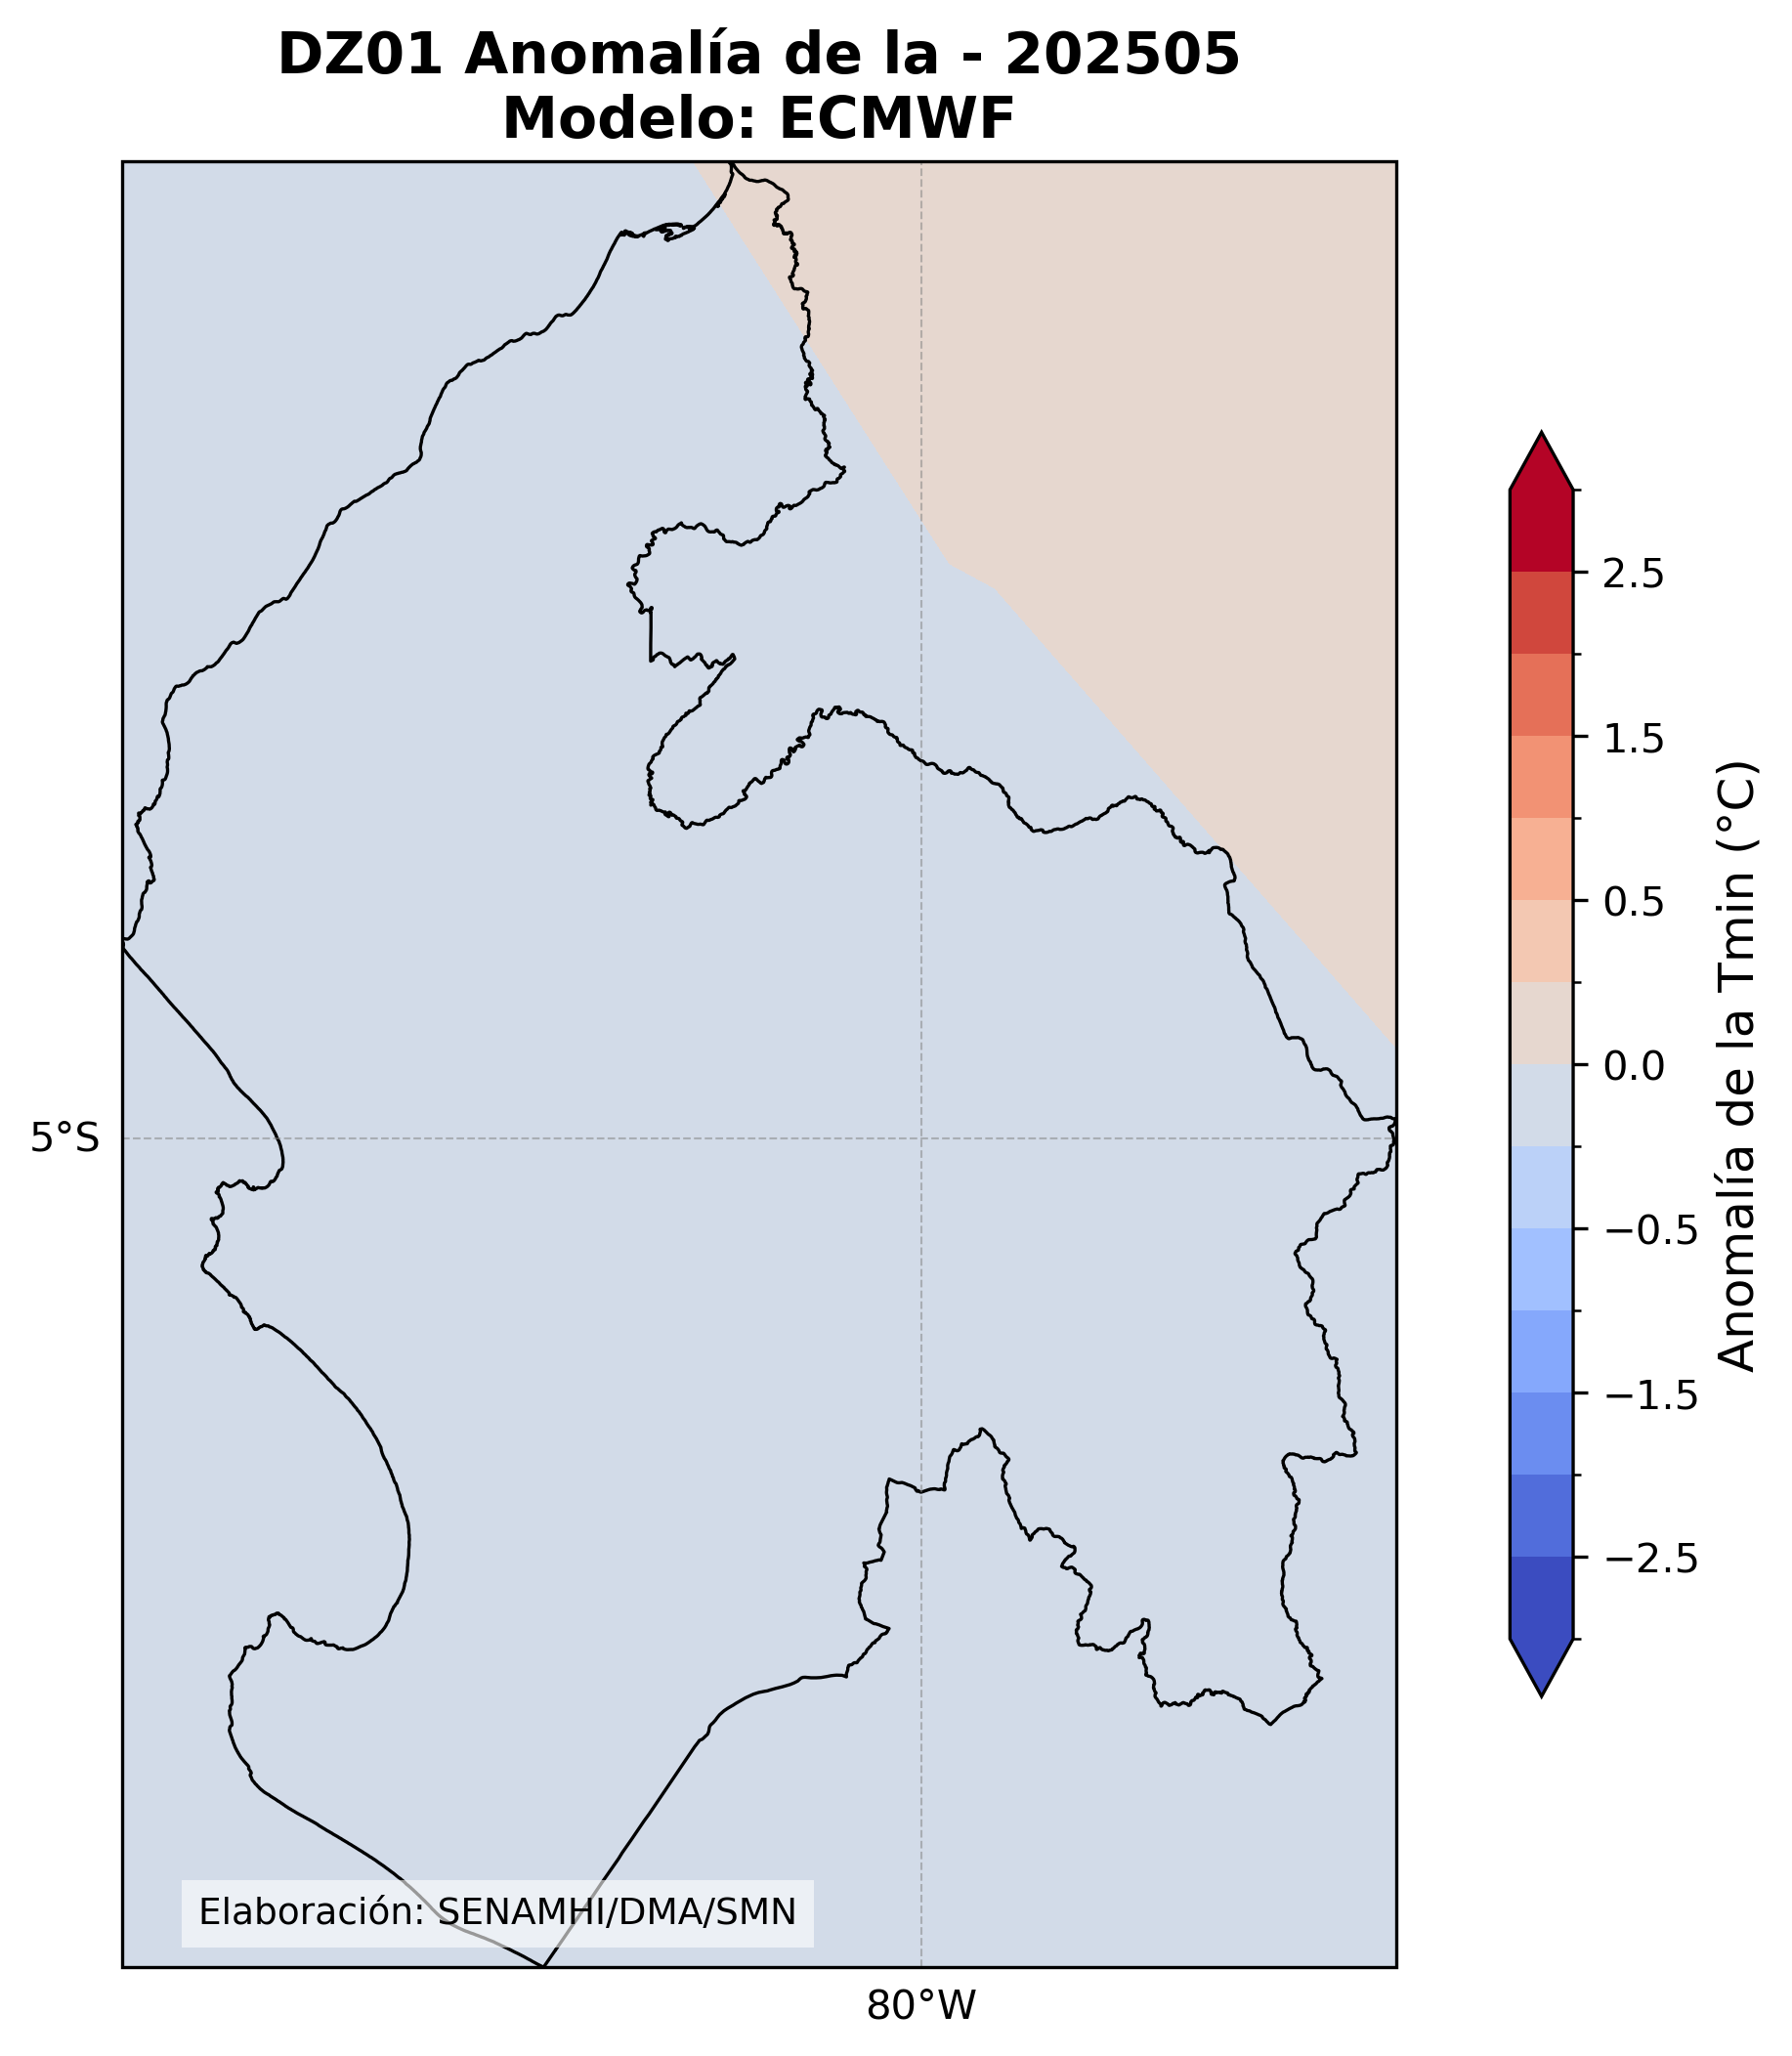 DZ01 Anomalía de la - 202505
Modelo: ECMWF
2.5
1.5
0.5
0.0
−0.5
−1.5
−2.5
Anomalía de la Tmin (°C)
5°S
80°W
Elaboración: SENAMHI/DMA/SMN